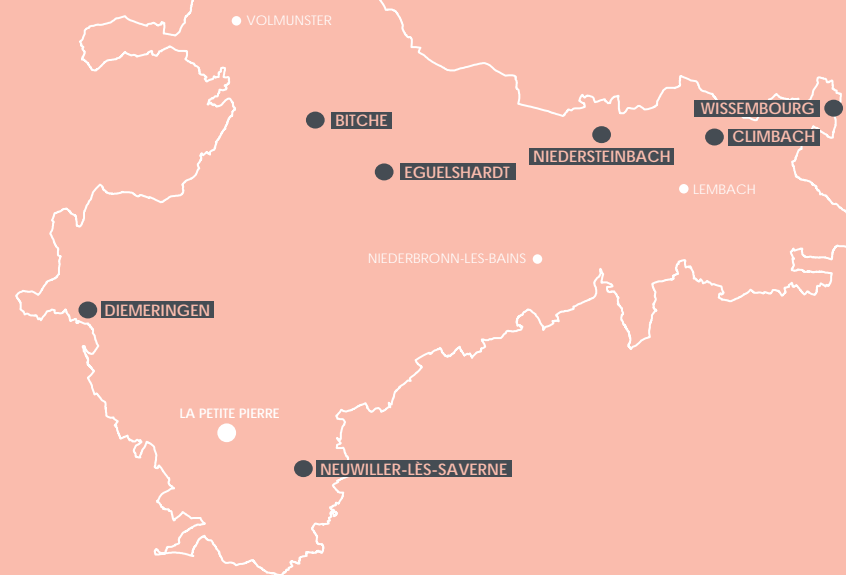 VOLMUNSTER
WISSEMBOURG
BITCHE
CLIMBACH
NIEDERSTEINBACH
EGUELSHARDT
LEMBACH
NIEDERBRONN-LES-BAINS
DIEMERINGEN
LA PETITE PIERRE
NEUWILLER-LÈS-SAVERNE